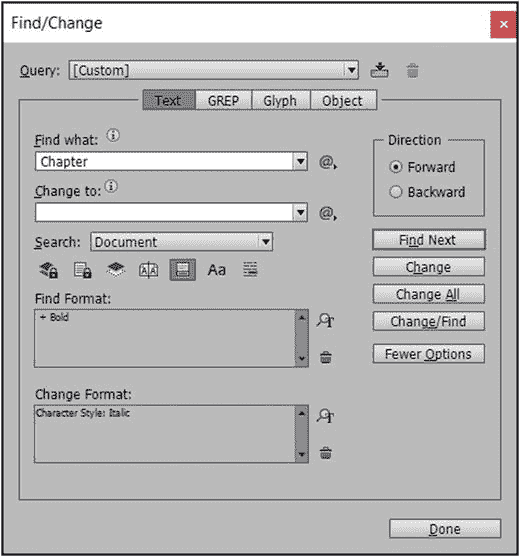 Find/Change
Query: [Custom]
Text GREP Glyph Object
Find what:
Chapter
Change to:
Search: Document
Aa
Find Format:
+ Bold
Change Format:
Character Style: Italic
Direction
Forward
Backward
Find Next
Change
Change All
Change/Find
Fewer Options
Done